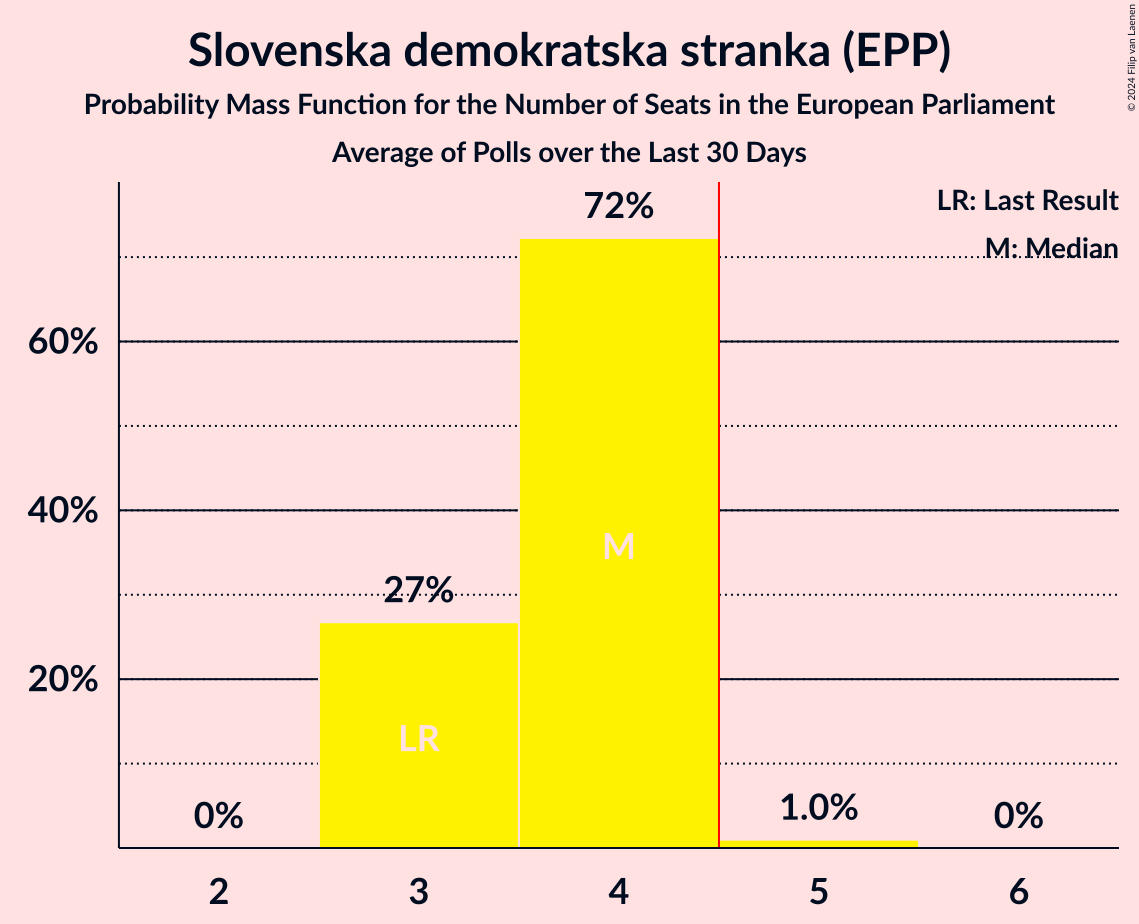 Slovenska demokratska stranka (EPP)
Probability Mass Function for the Number of Seats in the European Parliament
Average of Polls over the Last 30 Days
© 2024 Filip van Laenen
LR: Last Result
M: Median
72%
60%
40%
M
27%
20%
LR
0%
1.0%
0%
2 3 4 5 6